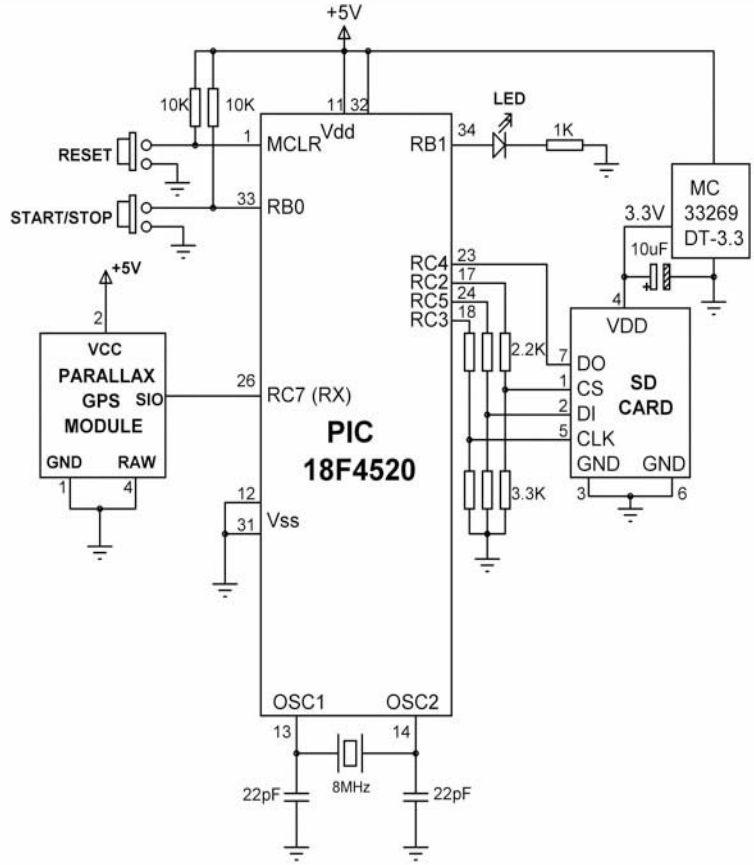 +5V
10K
10K
11
32
LED
1K
Vdd
RESET
1
MCLR
RB1
34
START/STOP
33
RB0
MC
33269
DT-3.3
3.3V
10uF
+
+5V
RC4
23
RC2
17
RC5
24
RC3
18
4
VDD
2
VCC
PARALLAX
GPS
MODULE
SIO
26
RC7 (RX)
2.2K
7
DO
1
CS
2
DI
5
CLK
SD
CARD
PIC
18F4520
GND
RAW
1
4
GND
GND
3
6
12
31
Vss
3.3K
OSC1
OSC2
13
14
22pF
8MHz
22pF